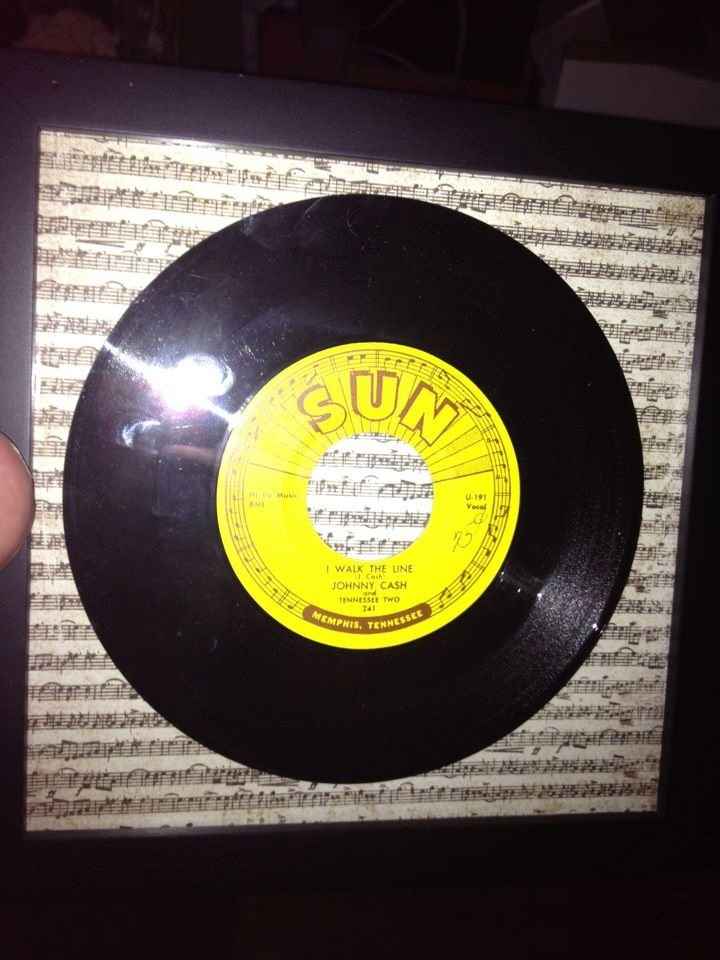 SUN
Hi Lo Music
BMI
U-191
Vocal
I WALK THE LINE
(J. Cash)
JOHNNY CASH
and
TENNESSEE TWO
241
MEMPHIS, TENNESSEE